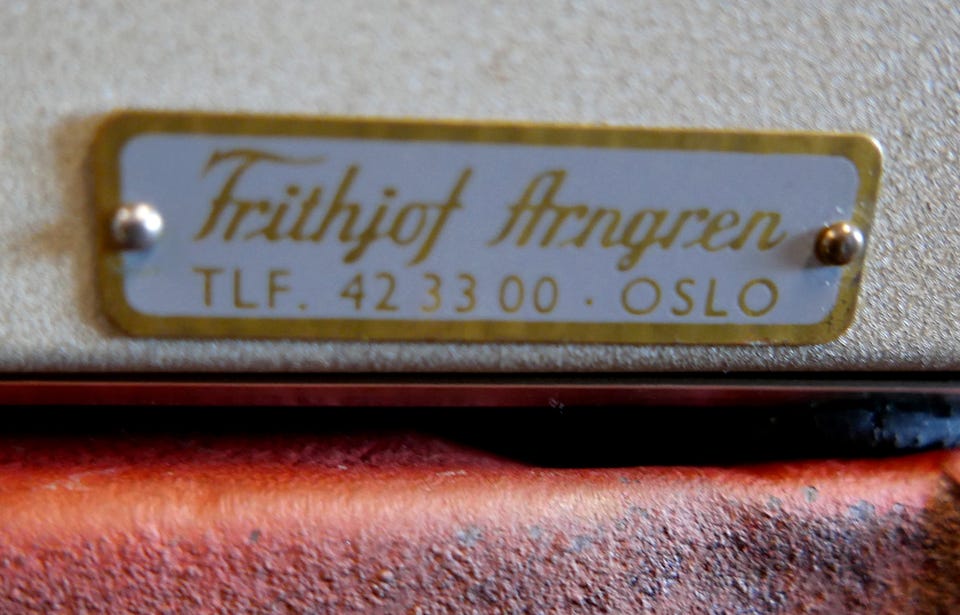 Frithjof Arngren
TLF. 42 33 00 · OSLO